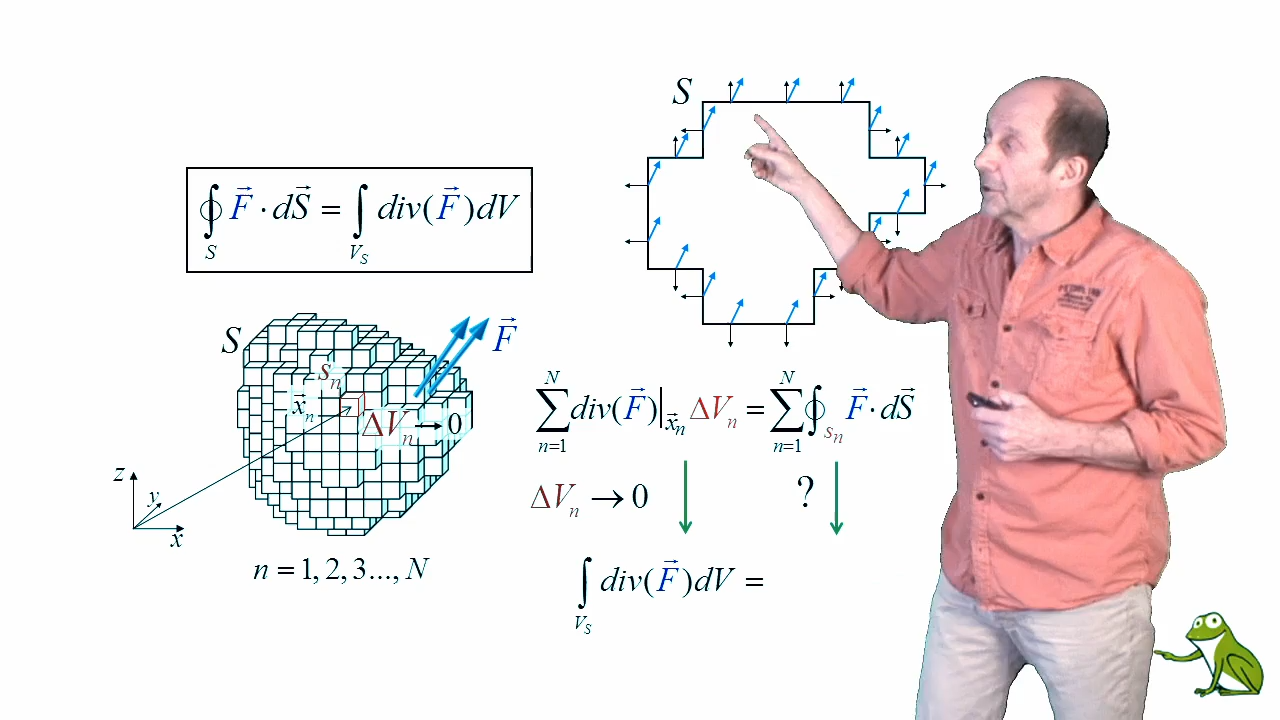 ∮_S F⃗ · dS⃗ = ∫_{V_S} div(F⃗)dV
S
F⃗
s_n
x⃗_n
ΔV_n → 0
z
y
x
n = 1, 2, 3..., N
S
∑_{n=1}^{N} div(F⃗)|_{x⃗_n} ΔV_n = ∑_{n=1}^{N} ∮_{s_n} F⃗ · dS⃗
ΔV_n → 0
?
∫_{V_S} div(F⃗)dV =